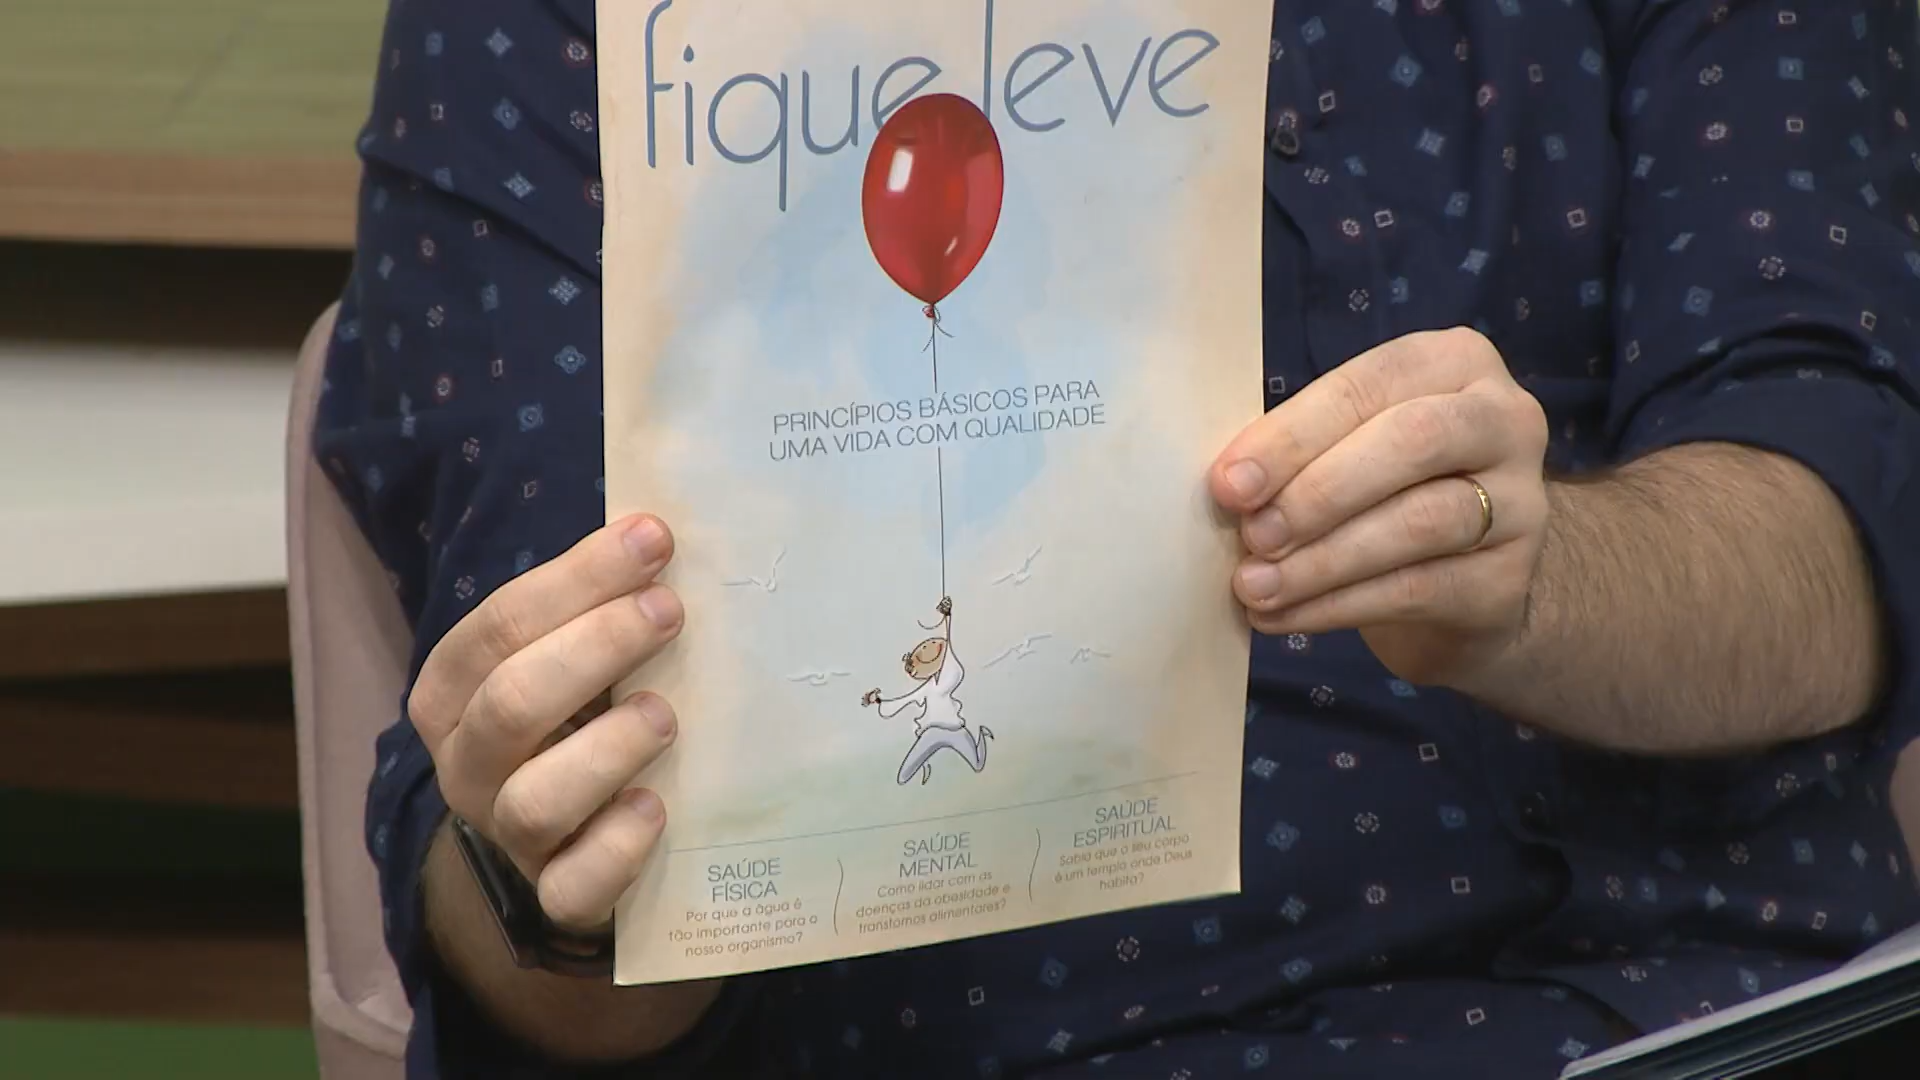 fique leve
PRINCÍPIOS BÁSICOS PARA
UMA VIDA COM QUALIDADE
SAÚDE
FÍSICA
Por que a água é
tão importante para o
nosso organismo?
SAÚDE
MENTAL
Como lidar com as
doenças da obesidade e
transtornos alimentares?
SAÚDE
ESPIRITUAL
Sabia que o seu corpo
é um templo onde Deus
habita?